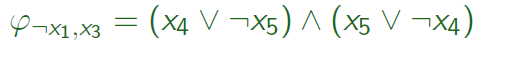 φ¬x1,x3 = (x4 ∨ ¬x5) ∧ (x5 ∨ ¬x4)